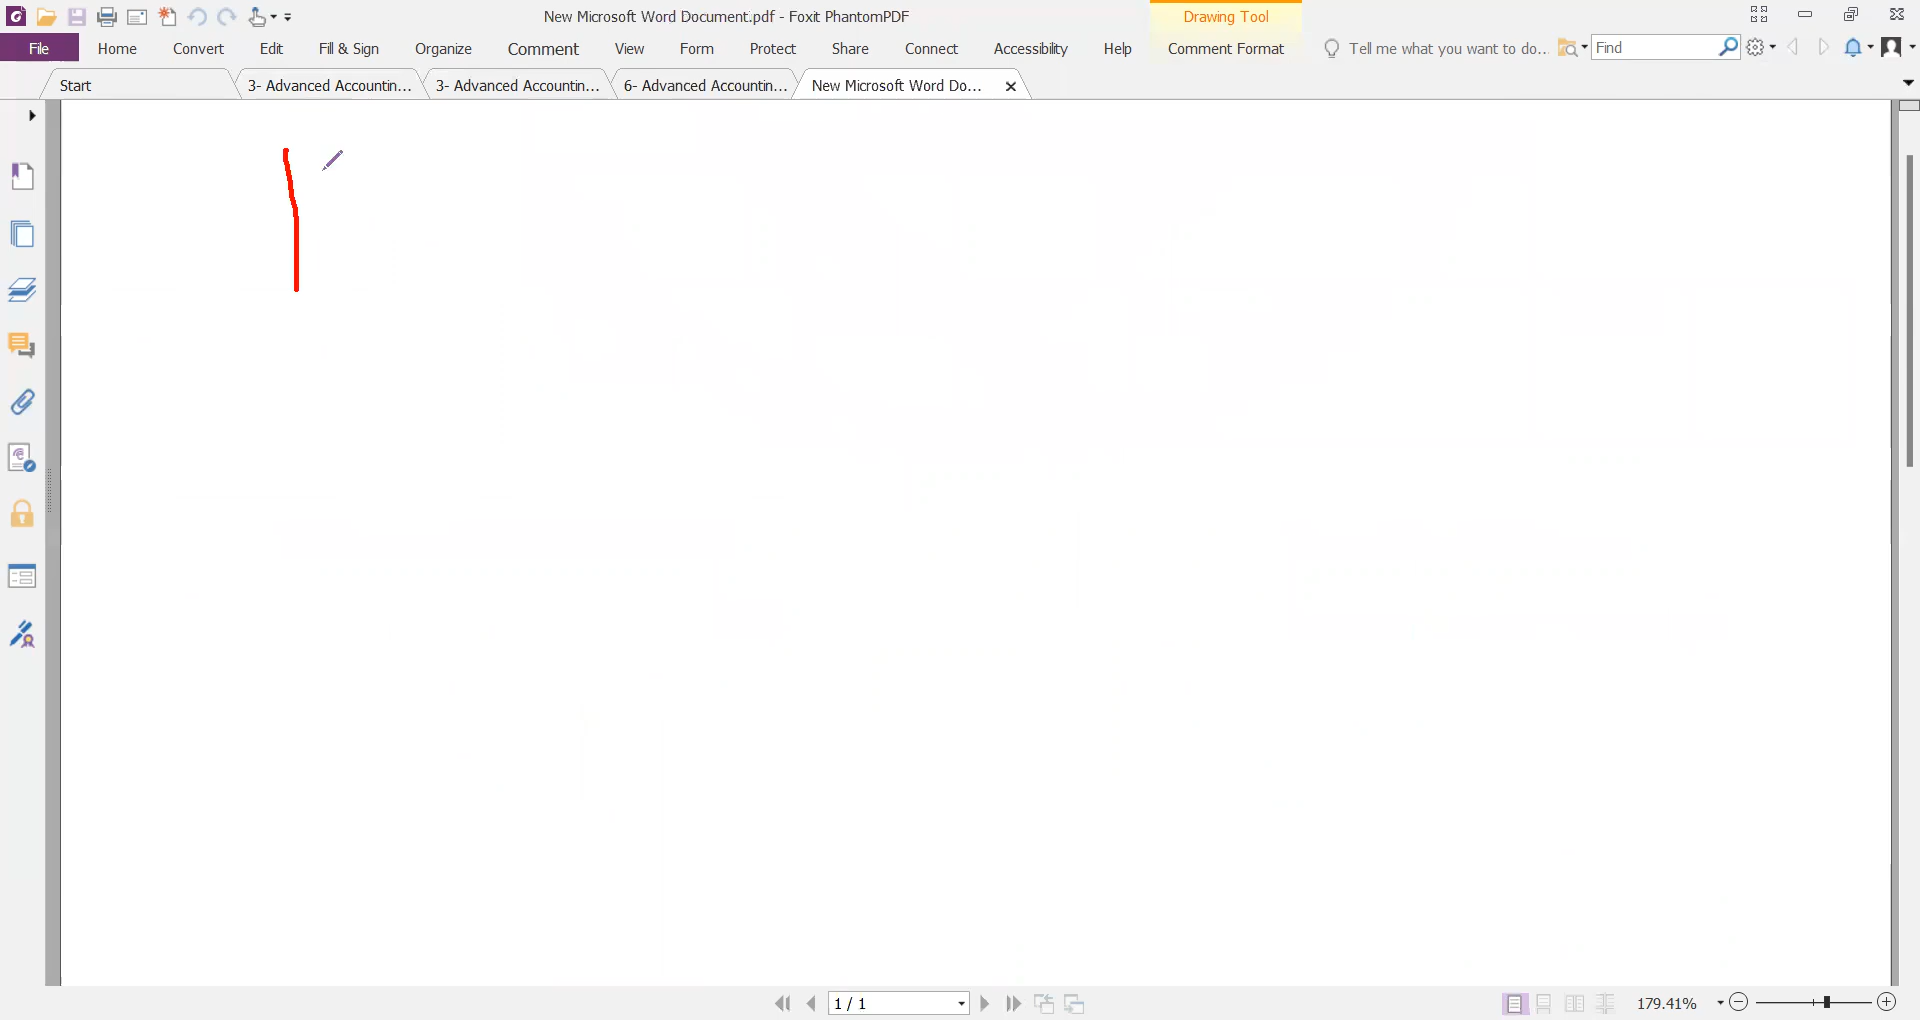 New Microsoft Word Document.pdf - Foxit PhantomPDF
Drawing Tool
File Home Convert Edit Fill & Sign Organize Comment View Form Protect Share Connect Accessibility Help Comment Format Tell me what you want to do... Find
Start 3- Advanced Accountin... 3- Advanced Accountin... 6- Advanced Accountin... New Microsoft Word Do...
1 / 1 179.41%